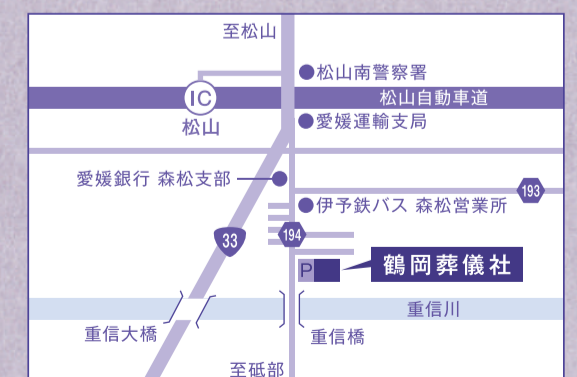 至松山
松山南警察署
IC
松山自動車道
松山
愛媛運輸支局
愛媛銀行 森松支部
193
伊予鉄バス 森松営業所
33
194
P
鶴岡葬儀社
重信川
重信大橋
重信橋
至砥部